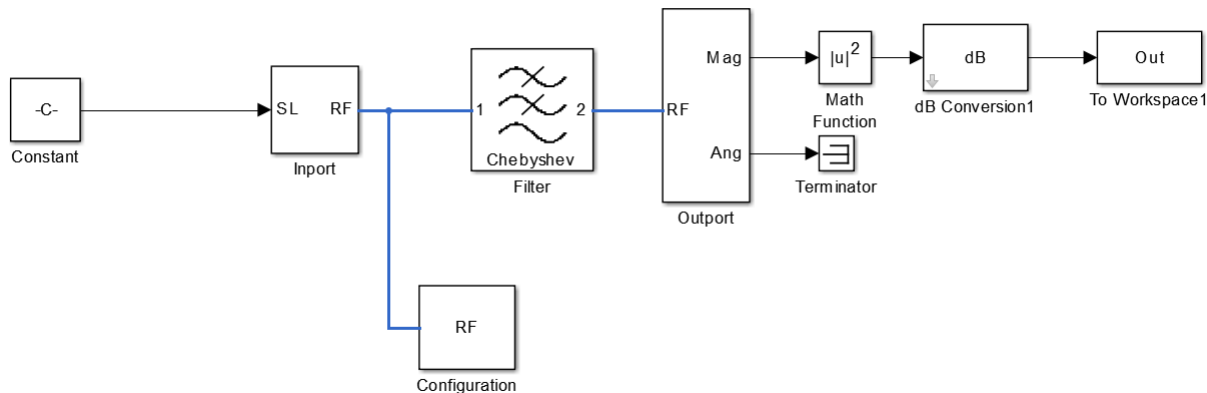 -C-
Constant
SL RF
Inport
1 2
Chebyshev
Filter
RF Mag Ang
Outport
|u|²
Math
Function
Terminator
dB
dB Conversion1
Out
To Workspace1
RF
Configuration